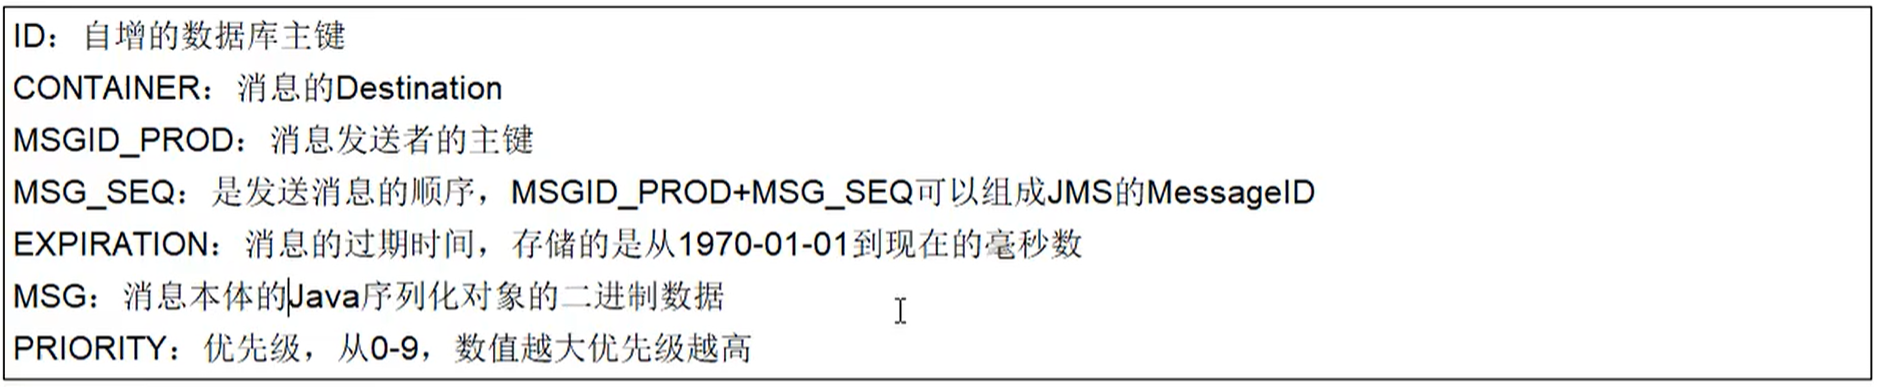 ID：自增的数据库主键
CONTAINER：消息的Destination
MSGID_PROD：消息发送者的主键
MSG_SEQ：是发送消息的顺序，MSGID_PROD+MSG_SEQ可以组成JMS的MessageID
EXPIRATION：消息的过期时间，存储的是从1970-01-01到现在的毫秒数
MSG：消息本体的Java序列化对象的二进制数据
PRIORITY：优先级，从0-9，数值越大优先级越高